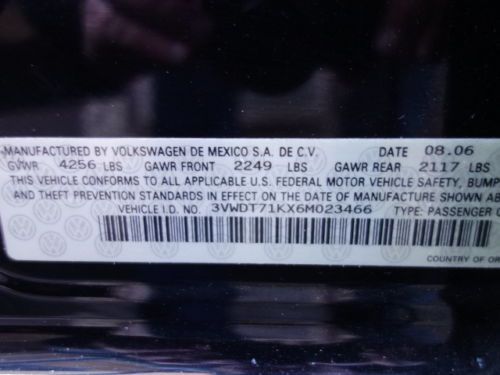 MANUFACTURED BY VOLKSWAGEN DE MEXICO S.A. DE C.V. DATE 08.06
GVWR 4256 LBS GAWR FRONT 2249 LBS GAWR REAR 2117 LBS
THIS VEHICLE CONFORMS TO ALL APPLICABLE U.S. FEDERAL MOTOR VEHICLE SAFETY, BUMP
AND THEFT PREVENTION STANDARDS IN EFFECT ON THE DATE OF MANUFACTURE SHOWN AB
VEHICLE I.D. NO. 3VWDT71KX6M023466 TYPE: PASSENGER
COUNTRY OF OR